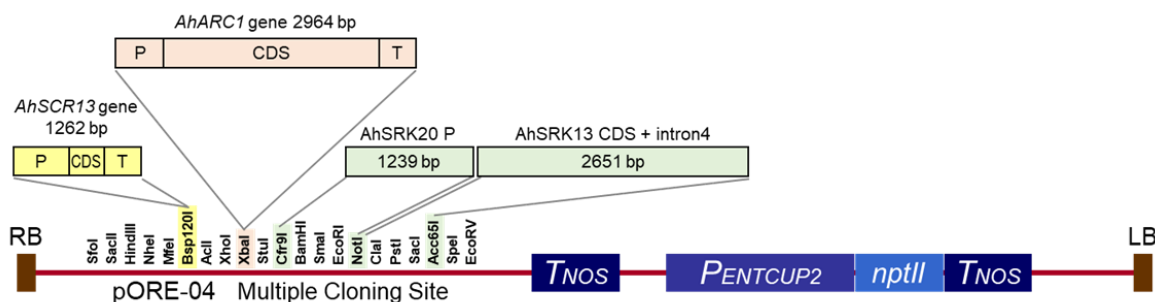 AhARC1 gene 2964 bp
P CDS T
AhSCR13 gene
1262 bp
P CDS T
AhSRK20 P
1239 bp
AhSRK13 CDS + intron4
2651 bp
RB
SfoI
SacII
HindIII
NheI
MfeI
Bsp120I
AclI
XhoI
XbaI
StuI
Cfr9I
BamHI
SmaI
EcoRI
NotI
ClaI
PstI
SacI
Acc65I
SpeI
EcoRV
LB
TNOS
PENTCUP2
nptII
TNOS
pORE-04 Multiple Cloning Site